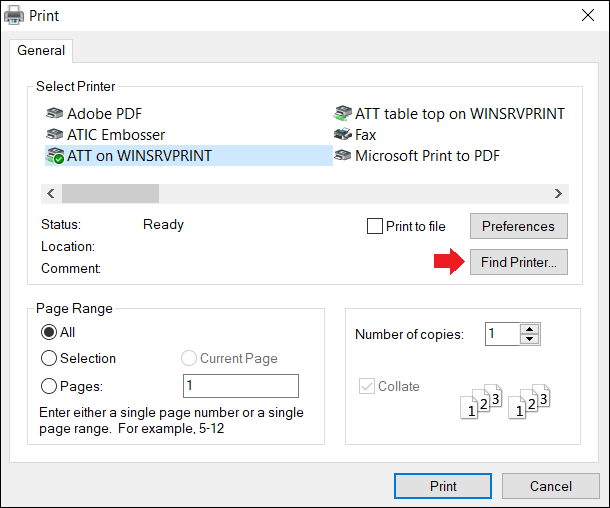 Print
General
Select Printer
Adobe PDF
ATT table top on WINSRVPRINT
ATIC Embosser
Fax
ATT on WINSRVPRINT
Microsoft Print to PDF
Status: Ready
Print to file
Preferences
Location:
Comment:
Find Printer...
Page Range
All
Selection
Current Page
Pages: 1
Enter either a single page number or a single
page range. For example, 5-12
Number of copies: 1
Collate
1 2 3 1 2 3
Print
Cancel